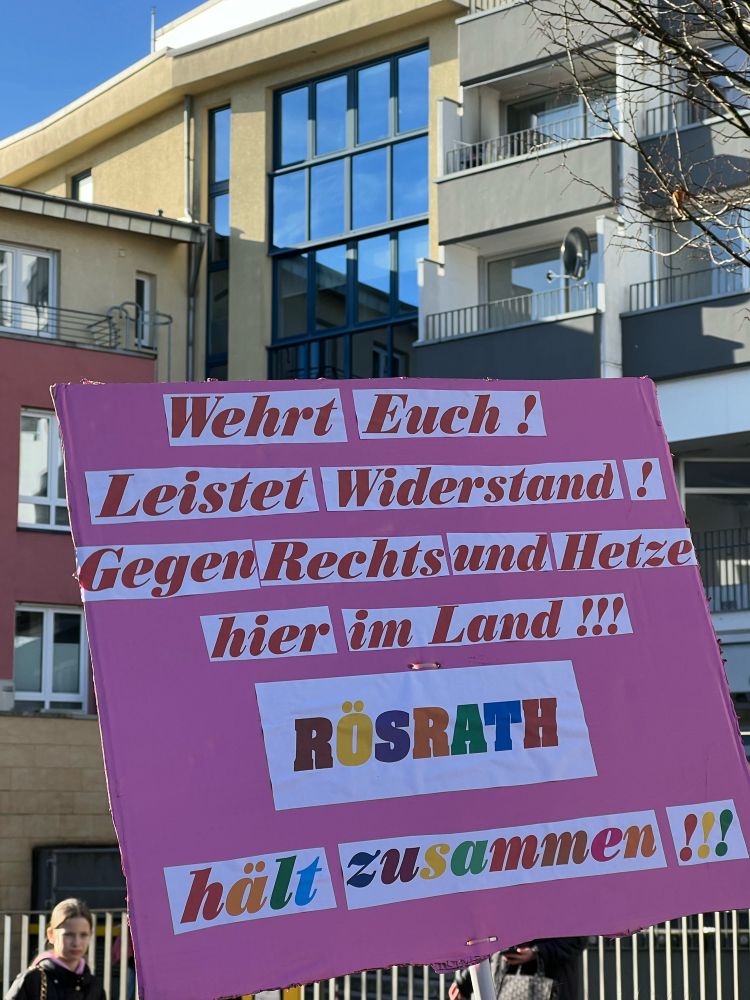 Wehrt Euch !
Leistet Widerstand !
Gegen Rechts und Hetze
hier im Land !!!
RÖSRATH
hält zusammen !!!